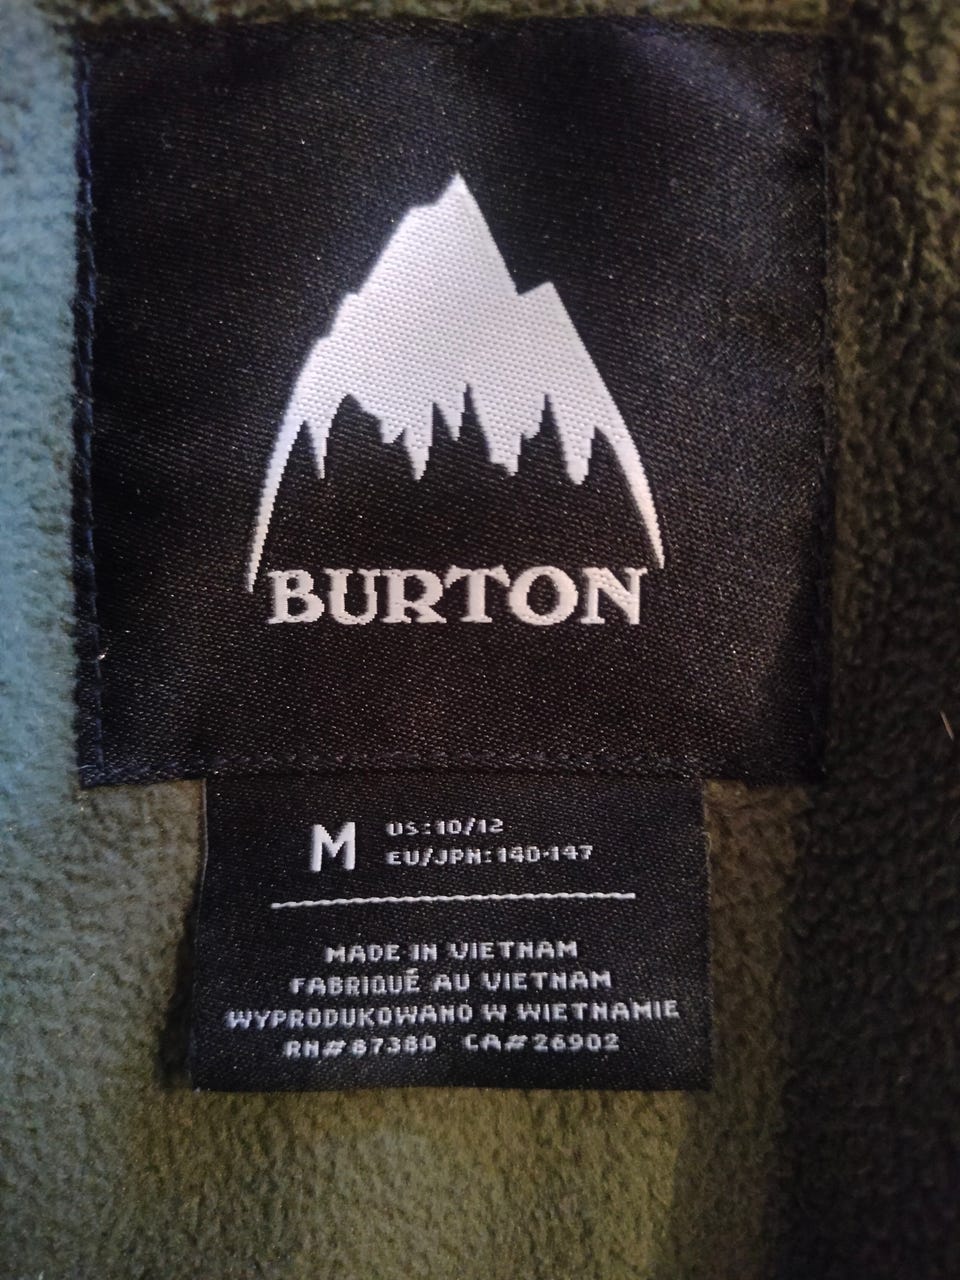 BURTON
M US:10/12
EU/JPN:140-147
MADE IN VIETNAM
FABRIQUÉ AU VIETNAM
WYPRODUKOWANO W WIETNAMIE
RN# 87380 CA# 26902